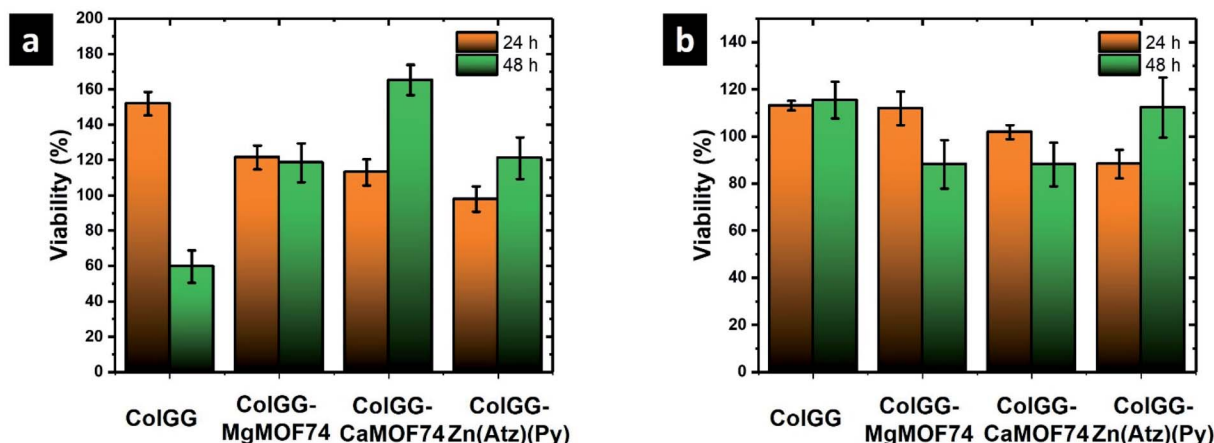 a
200
180
160
140
120
100
80
60
40
20
0
Viability (%)
24 h
48 h
ColGG
ColGG-
MgMOF74
ColGG-
CaMOF74
ColGG-
Zn(Atz)(Py)
b
140
120
100
80
60
40
20
0
Viability (%)
24 h
48 h
ColGG
ColGG-
MgMOF74
ColGG-
CaMOF74
ColGG-
Zn(Atz)(Py)